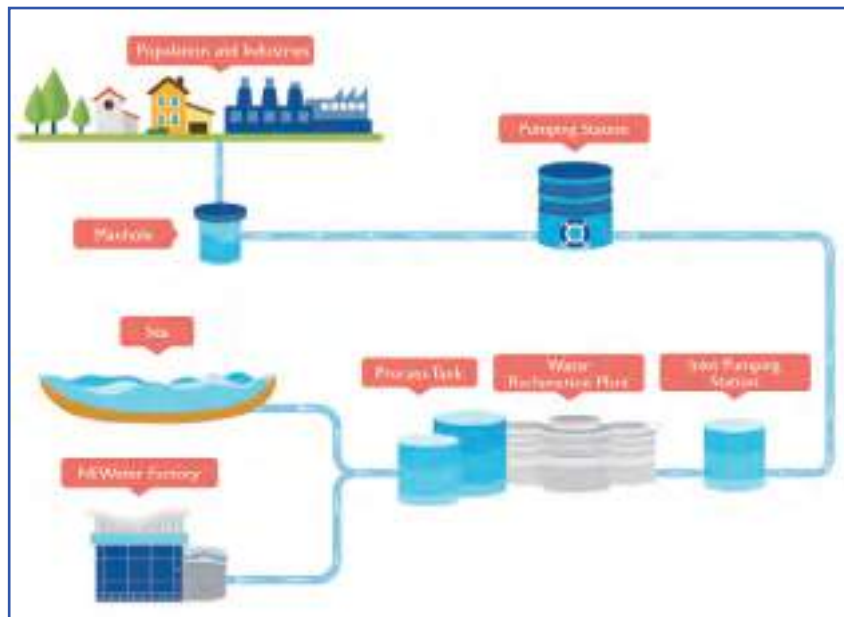 Population and Industries
Pumping Station
Manhole
Sea
Process Tank
Water
Reclamation Plant
Inlet Pumping
Station
NEWater Factory